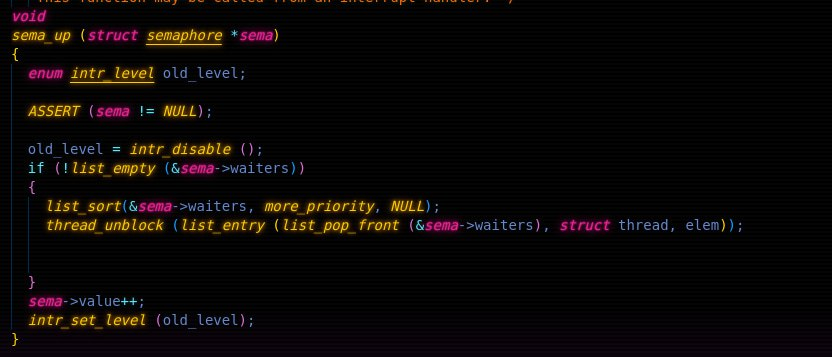 This function may be called from an interrupt handler. */
void
sema_up (struct semaphore *sema)
{
enum intr_level old_level;
ASSERT (sema != NULL);
old_level = intr_disable ();
if (!list_empty (&sema->waiters))
{
list_sort(&sema->waiters, more_priority, NULL);
thread_unblock (list_entry (list_pop_front (&sema->waiters), struct thread, elem));
}
sema->value++;
intr_set_level (old_level);
}